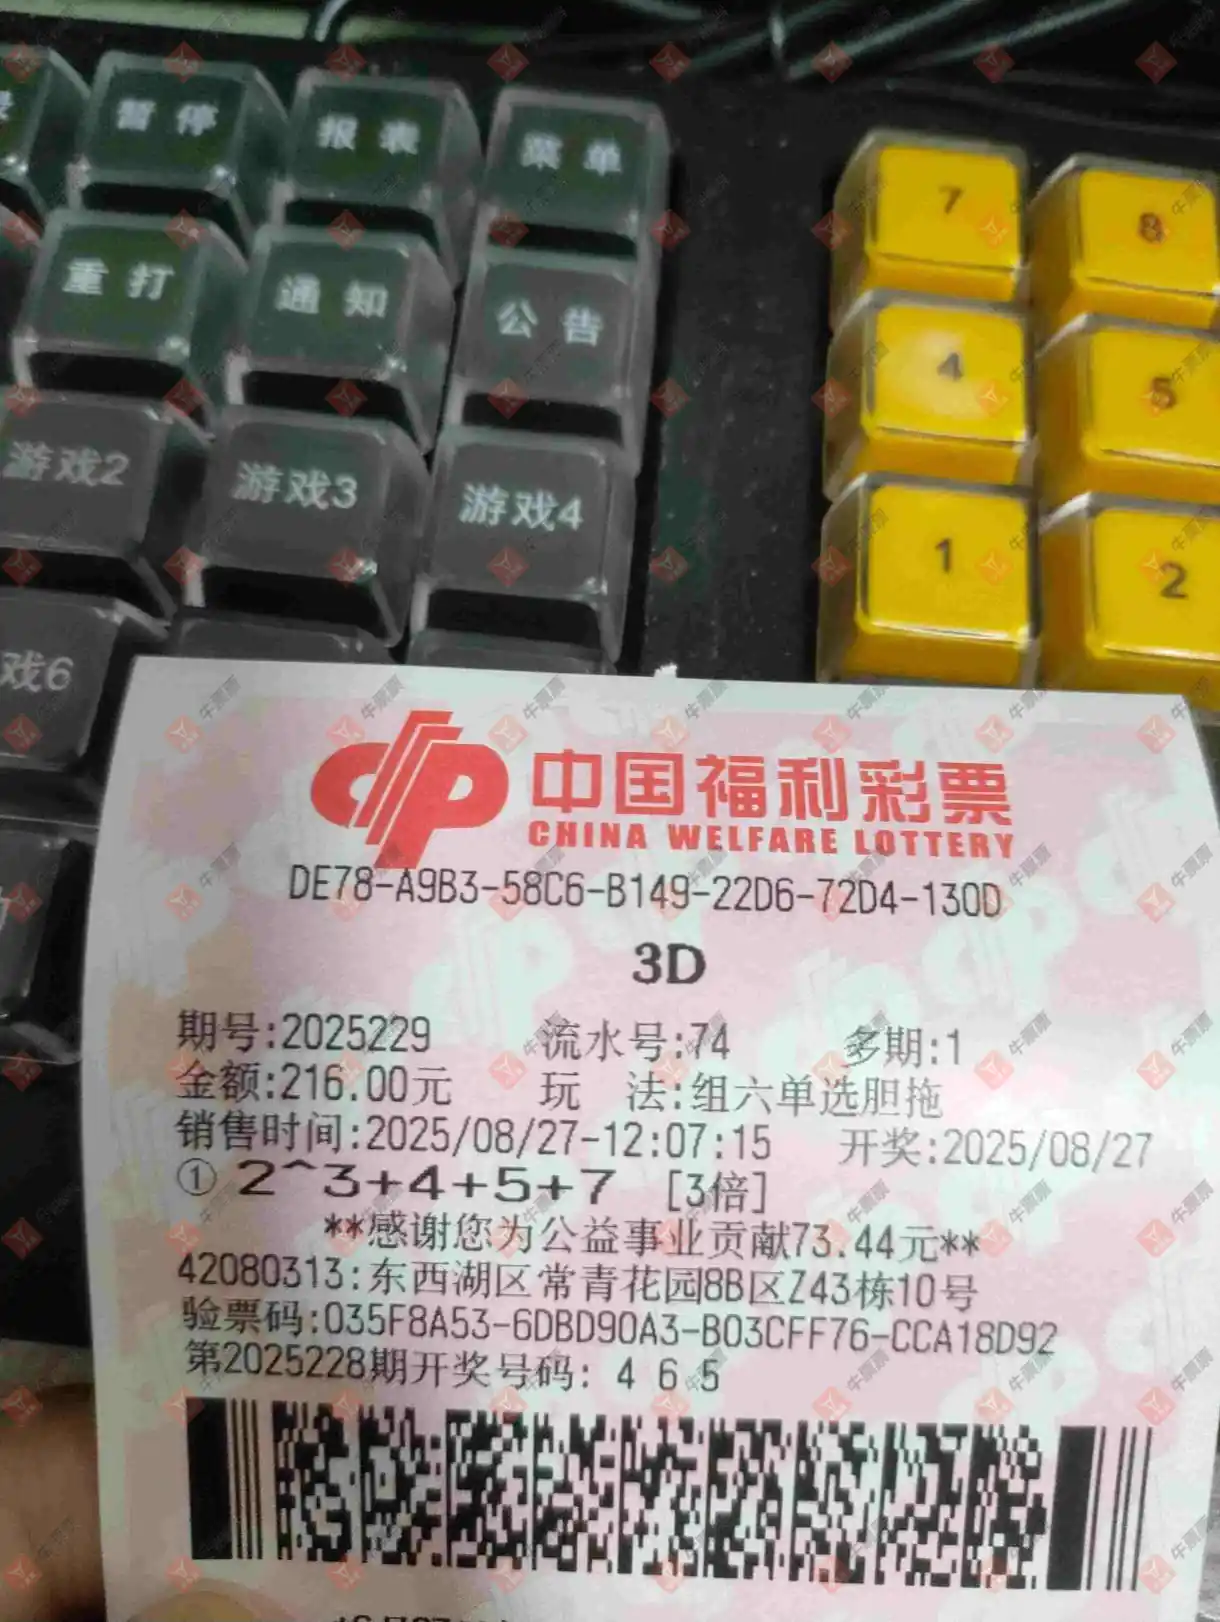 暂停 报表 菜单
7 8
重打 通知 公告
4 5
游戏2 游戏3 游戏4
1 2
戏6
中国福利彩票
CHINA WELFARE LOTTERY
DE78-A9B3-58C6-B149-22D6-72D4-130D
3D
期号:2025229 流水号:74 多期:1
金额:216.00元 玩 法:组六单选胆拖
销售时间:2025/08/27-12:07:15 开奖:2025/08/27
① 2^3+4+5+7 [3倍]
**感谢您为公益事业贡献73.44元**
42080313:东西湖区常青花园8B区Z43栋10号
验票码:035F8A53-6DBD90A3-B03CFF76-CCA18D92
第2025228期开奖号码: 4 6 5
牛票票